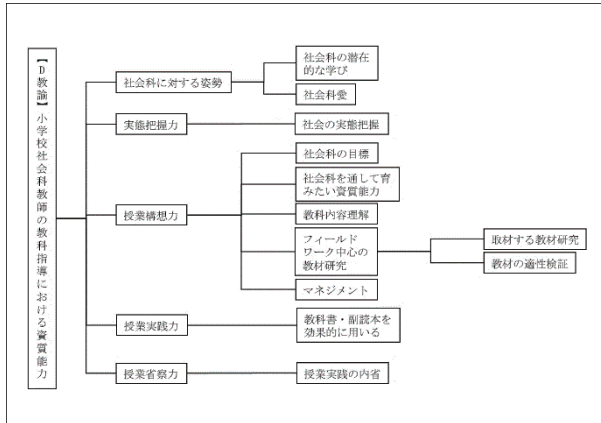 【D教諭】小学校社会科教師の教科指導における資質能力
社会科に対する姿勢
社会科の潜在
的な学び
社会科愛
実態把握力
社会の実態把握
授業構想力
社会科の目標
社会科を通して育
みたい資質能力
教科内容理解
フィールド
ワーク中心の
教材研究
取材する教材研究
教材の適性検証
マネジメント
授業実践力
教科書・副読本を
効果的に用いる
授業省察力
授業実践の内省